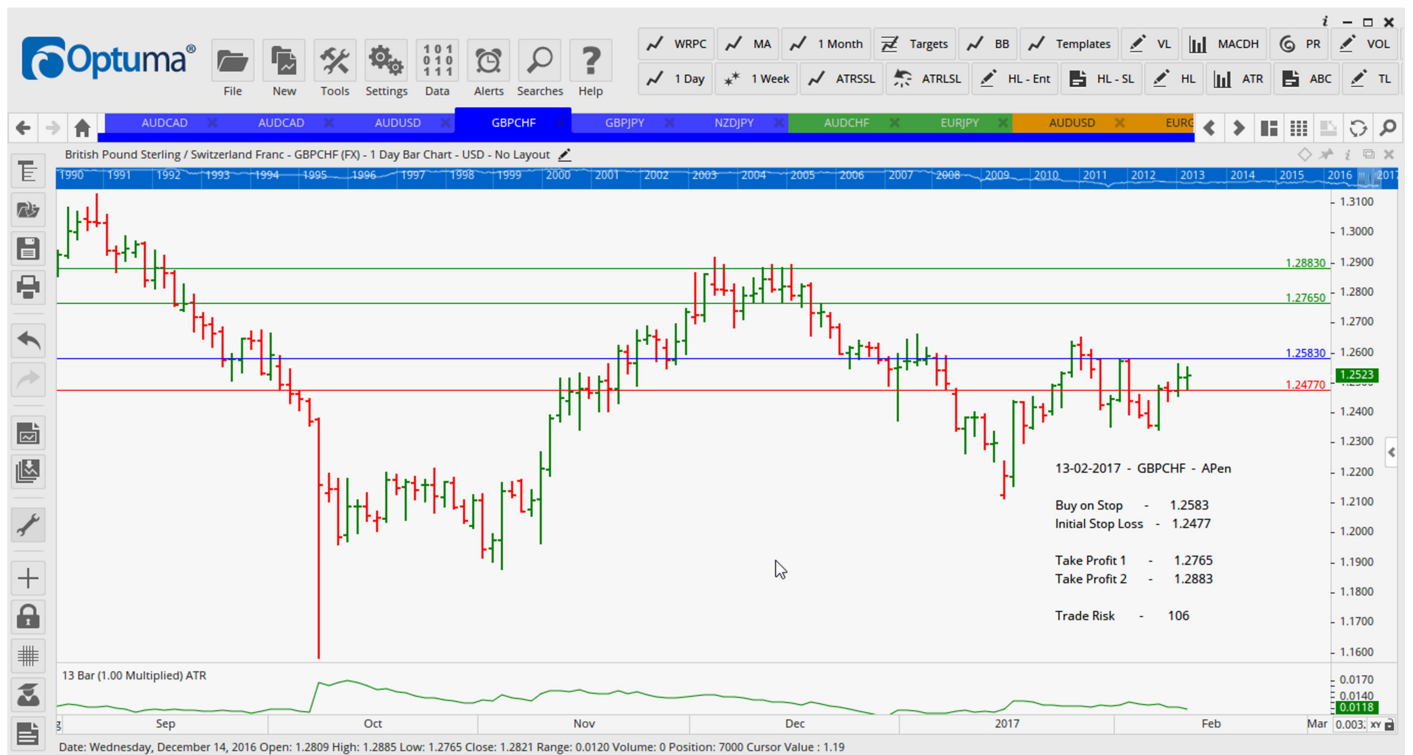 i
Optuma®
WRPC MA 1 Month Targets BB Templates VL MACDH PR VOL
1 Day 1 Week ATRSSL ATRLSL HL - Ent HL - SL HL ATR ABC TL
File New Tools Settings Data Alerts Searches Help
AUDCAD AUDCAD AUDUSD GBPCHF GBPJPY NZDJPY AUDCHF EURJPY AUDUSD EURG
British Pound Sterling / Switzerland Franc - GBPCHF (FX) - 1 Day Bar Chart - USD - No Layout
1990 1991 1992 1993 1994 1995 1996 1997 1998 1999 2000 2001 2002 2003 2004 2005 2006 2007 2008 2009 2010 2011 2012 2013 2014 2015 2016 2017
1.3100
1.3000
1.2900
1.28830
1.2800
1.27650
1.2700
1.2600
1.25830
1.2523
1.24770
1.2400
1.2300
1.2200
1.2100
1.2000
1.1900
1.1800
1.1700
1.1600
13-02-2017 - GBPCHF - APen
Buy on Stop - 1.2583
Initial Stop Loss - 1.2477
Take Profit 1 - 1.2765
Take Profit 2 - 1.2883
Trade Risk - 106
13 Bar (1.00 Multiplied) ATR
0.0170
0.0140
0.0118
Sep Oct Nov Dec 2017 Feb Mar 0.003. XY
Date: Wednesday, December 14, 2016 Open: 1.2809 High: 1.2885 Low: 1.2765 Close: 1.2821 Range: 0.0120 Volume: 0 Position: 7000 Cursor Value : 1.19